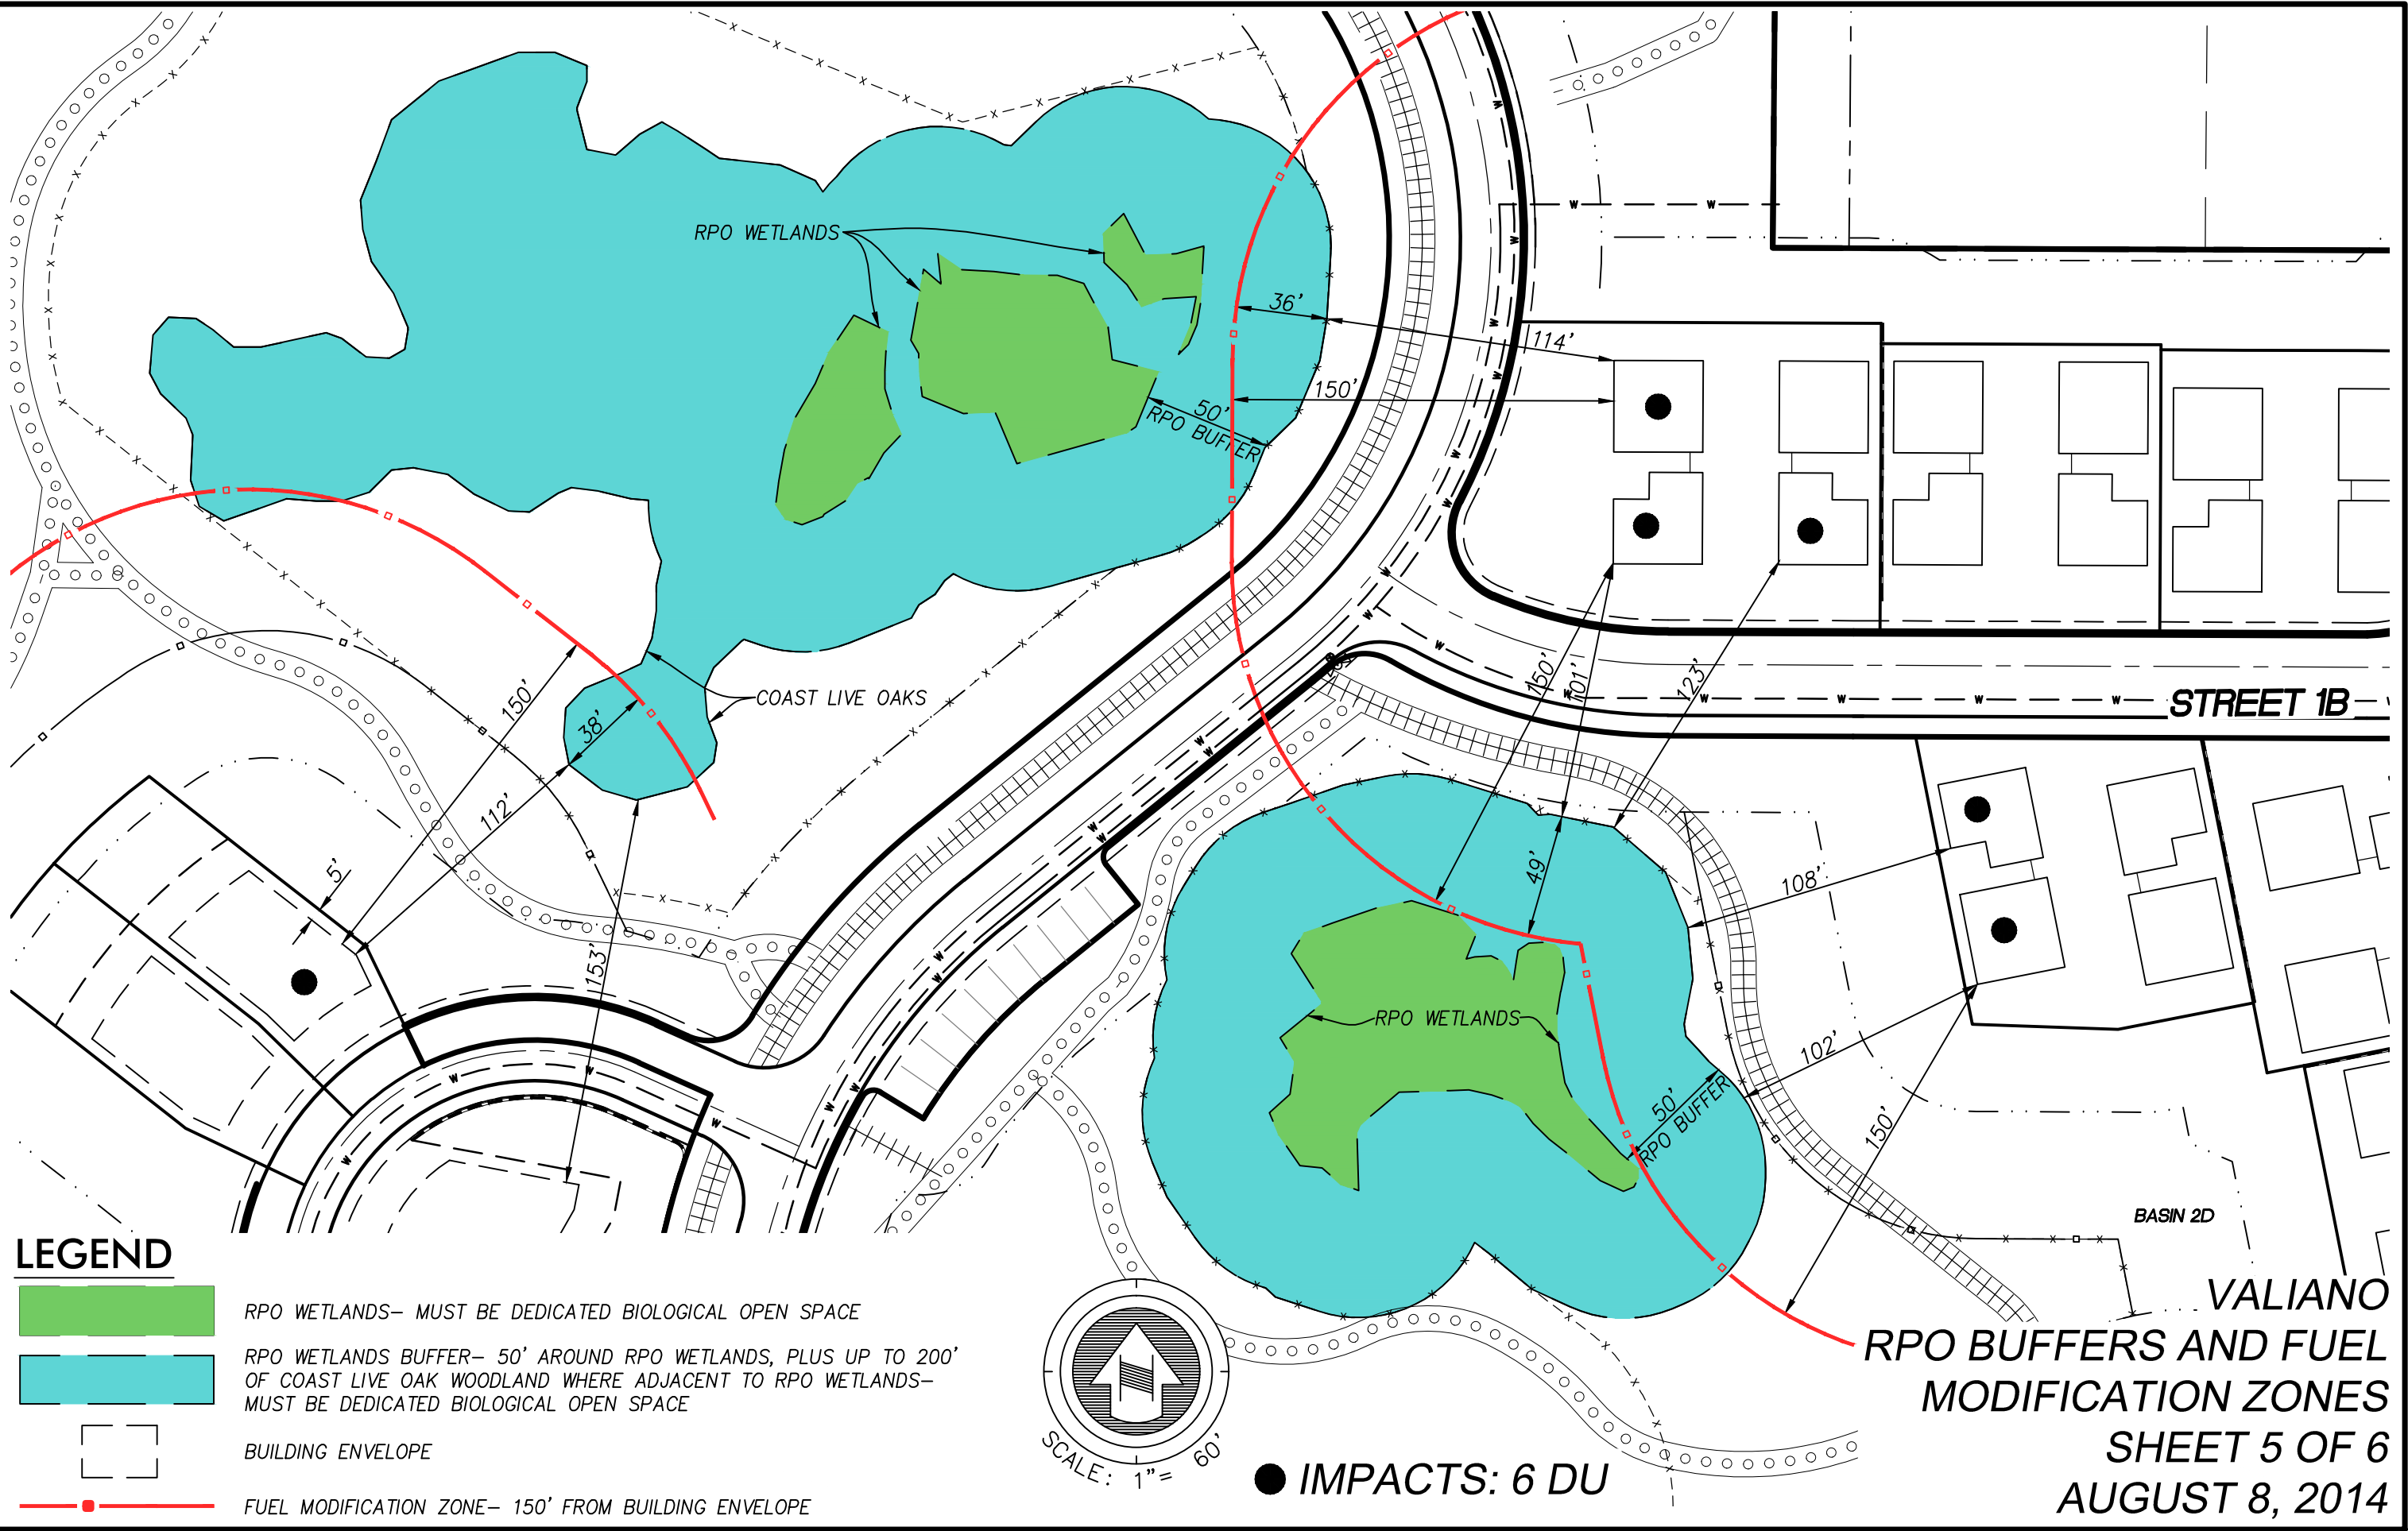 RPO WETLANDS
36'
114'
150'
50'
RPO BUFFER
COAST LIVE OAKS
150'
38'
112'
5'
153'
150'
101'
123'
STREET 1B
49'
108'
RPO WETLANDS
102'
50'
RPO BUFFER
150'
BASIN 2D
LEGEND
RPO WETLANDS– MUST BE DEDICATED BIOLOGICAL OPEN SPACE
RPO WETLANDS BUFFER– 50' AROUND RPO WETLANDS, PLUS UP TO 200'
OF COAST LIVE OAK WOODLAND WHERE ADJACENT TO RPO WETLANDS–
MUST BE DEDICATED BIOLOGICAL OPEN SPACE
BUILDING ENVELOPE
FUEL MODIFICATION ZONE– 150' FROM BUILDING ENVELOPE
N
SCALE: 1"= 60'
IMPACTS: 6 DU
VALIANO
RPO BUFFERS AND FUEL
MODIFICATION ZONES
SHEET 5 OF 6
AUGUST 8, 2014